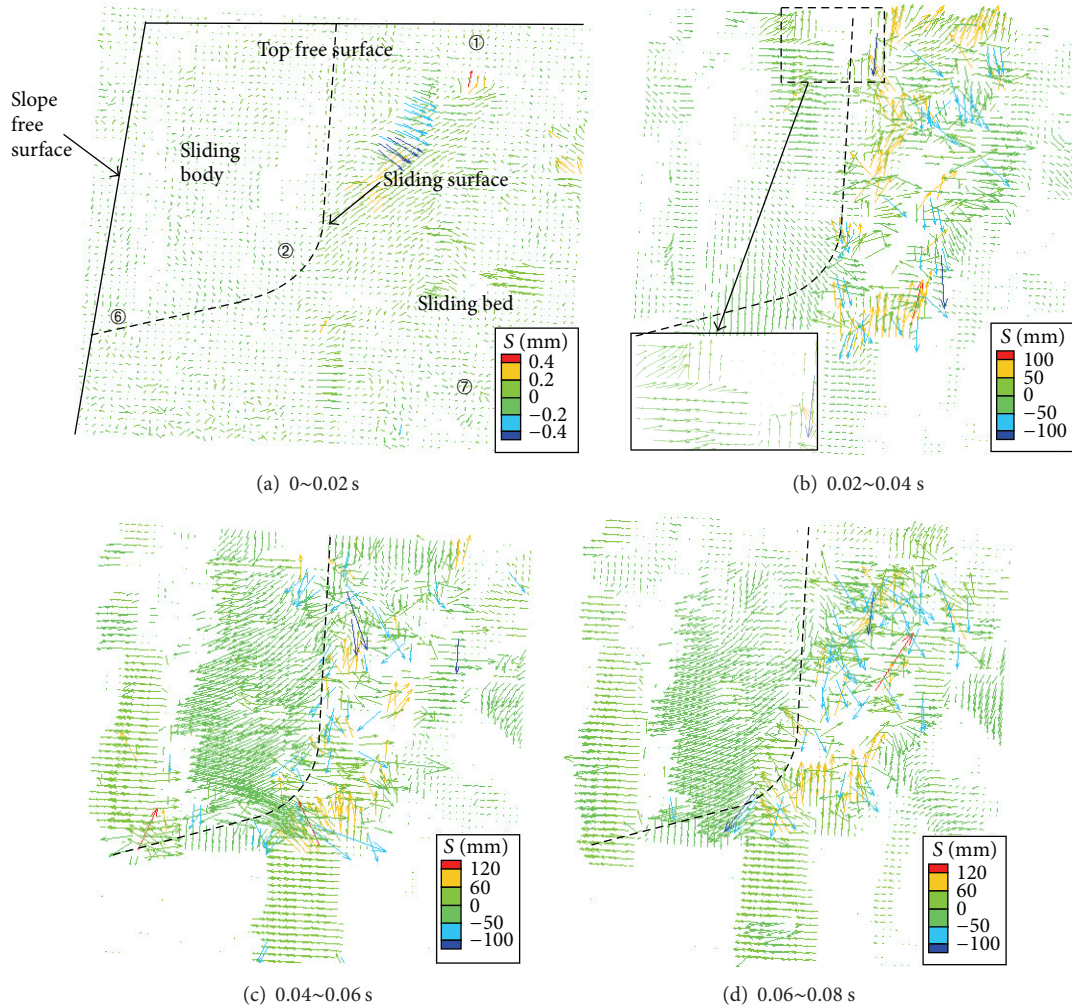 Top free surface
①
Slope
free
surface
Sliding
body
Sliding surface
②
Sliding bed
⑥
⑦
S (mm)
0.4
0.2
0
−0.2
−0.4
(a) 0~0.02 s
S (mm)
100
50
0
−50
−100
(b) 0.02~0.04 s
S (mm)
120
60
0
−50
−100
(c) 0.04~0.06 s
S (mm)
120
60
0
−50
−100
(d) 0.06~0.08 s